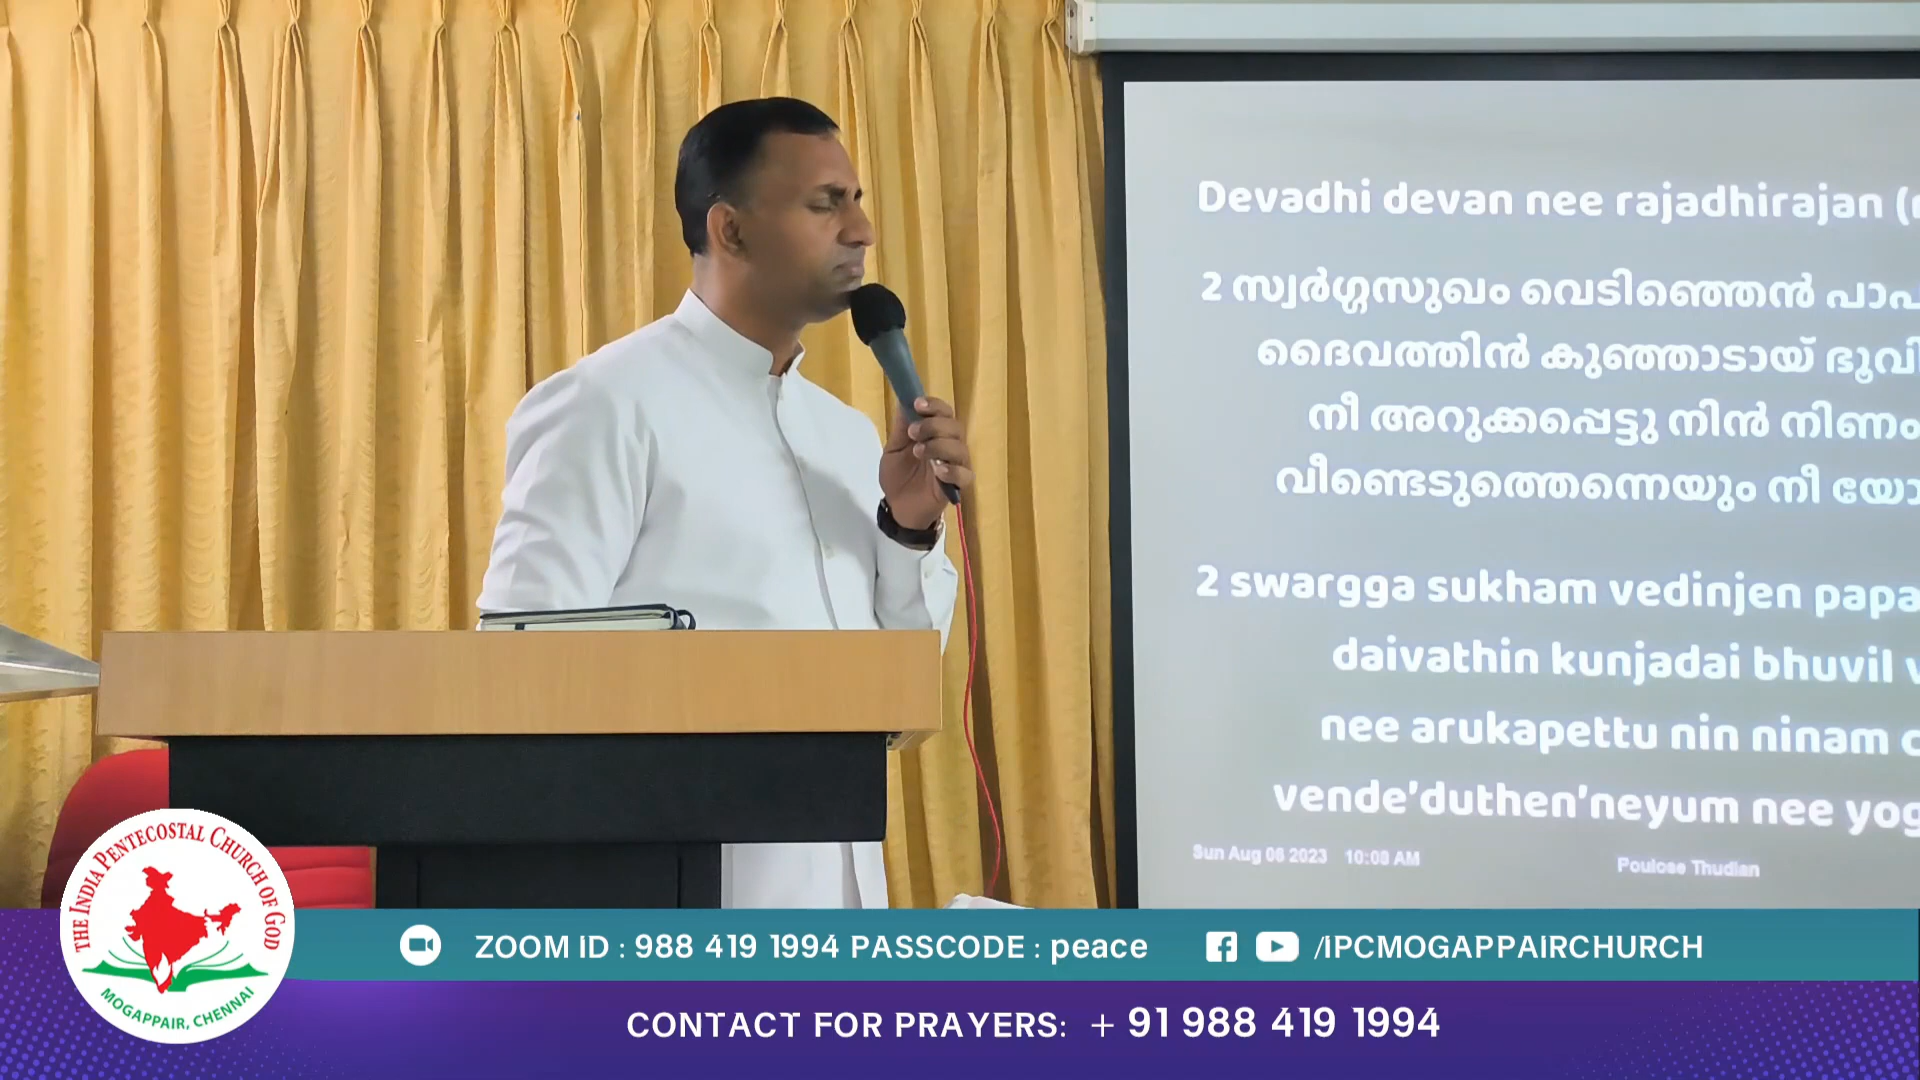 Devadhi devan nee rajadhirajan
2 സ്വർഗ്ഗസുഖം വെടിഞ്ഞെൻ
ദൈവത്തിൻ കുഞ്ഞാടായ്
നീ അറുക്കപ്പെട്ടു നിൻ നിണം
വീണ്ടെടുത്തെന്നെയും നീ
2 swargga sukham vedinjen
daivathin kunjadai bhuvil
nee arukapettu nin ninam
vende'duthen'neyum nee
Sun Aug 06 2023 10:08 AM
Poulose Thudian
THE INDIA PENTECOSTAL CHURCH OF GOD
MOGAPPAIR, CHENNAI
ZOOM ID : 988 419 1994 PASSCODE : peace
/IPCMOGAPPAIRCHURCH
CONTACT FOR PRAYERS: + 91 988 419 1994